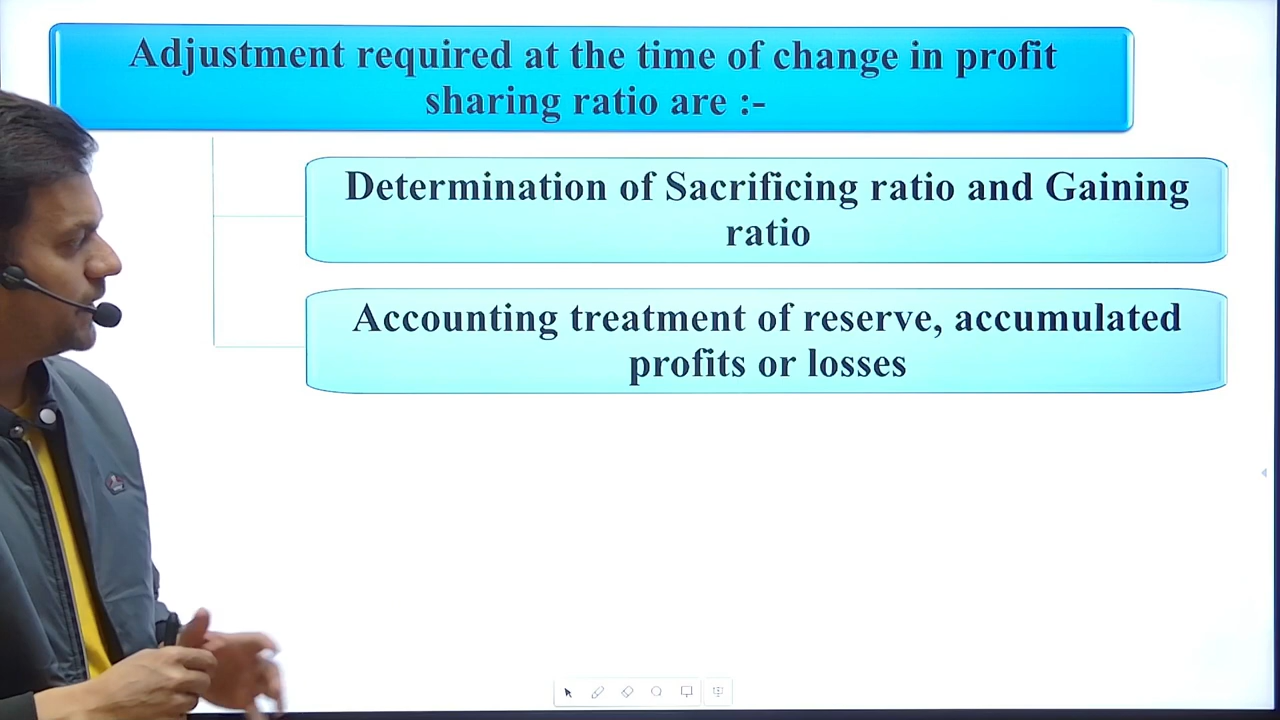 Adjustment required at the time of change in profit
sharing ratio are :-
Determination of Sacrificing ratio and Gaining
ratio
Accounting treatment of reserve, accumulated
profits or losses